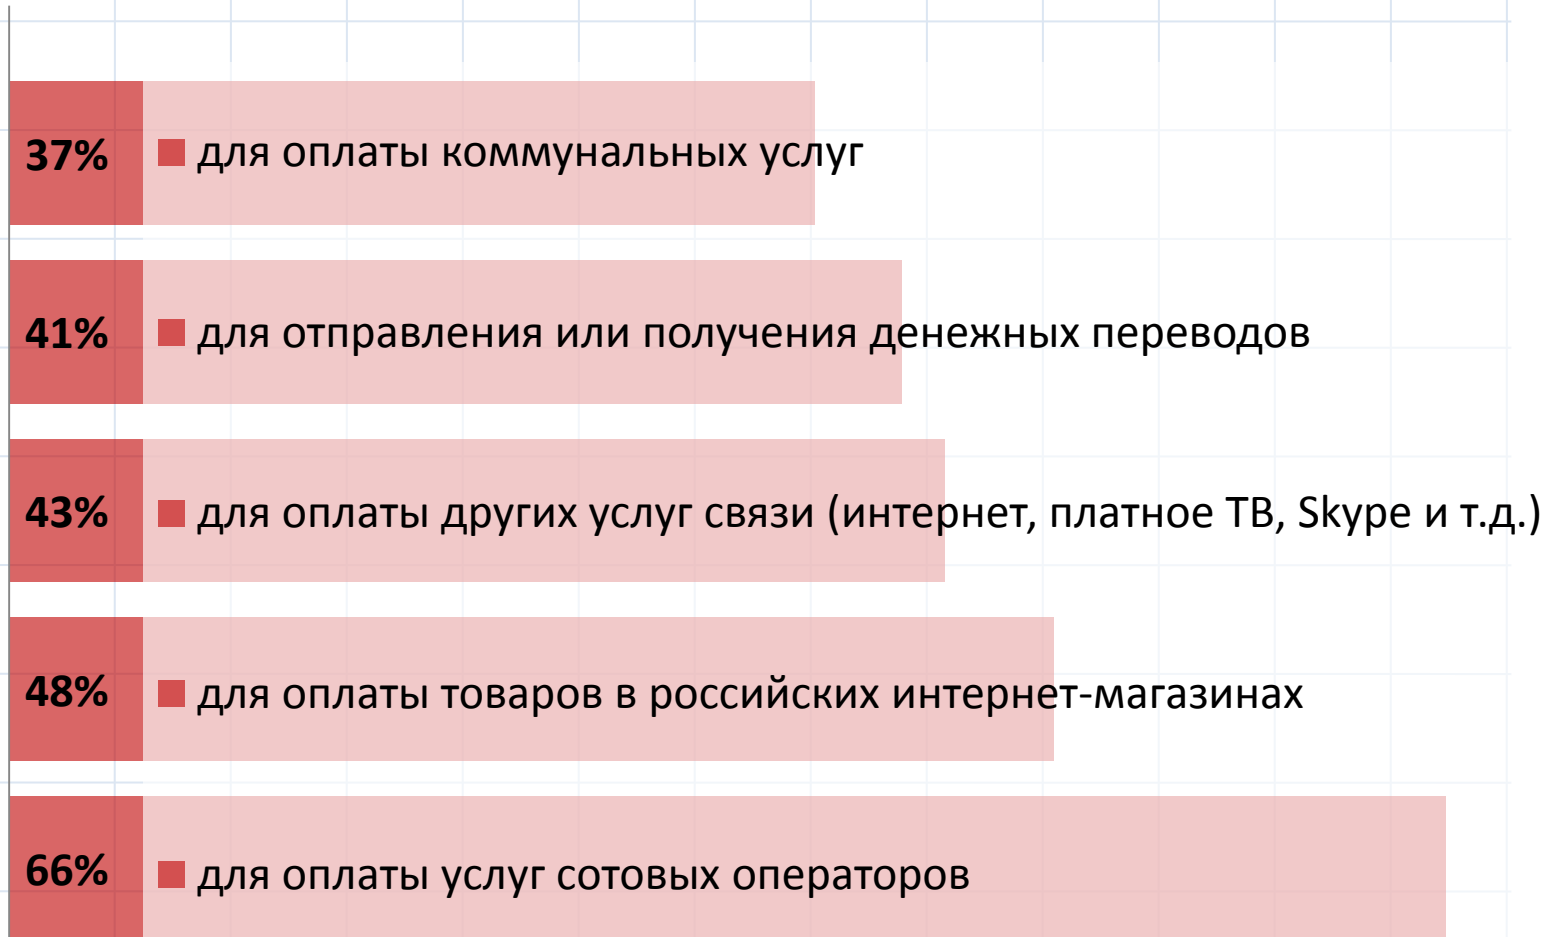 37% для оплаты коммунальных услуг
41% для отправления или получения денежных переводов
43% для оплаты других услуг связи (интернет, платное ТВ, Skype и т.д.)
48% для оплаты товаров в российских интернет-магазинах
66% для оплаты услуг сотовых операторов